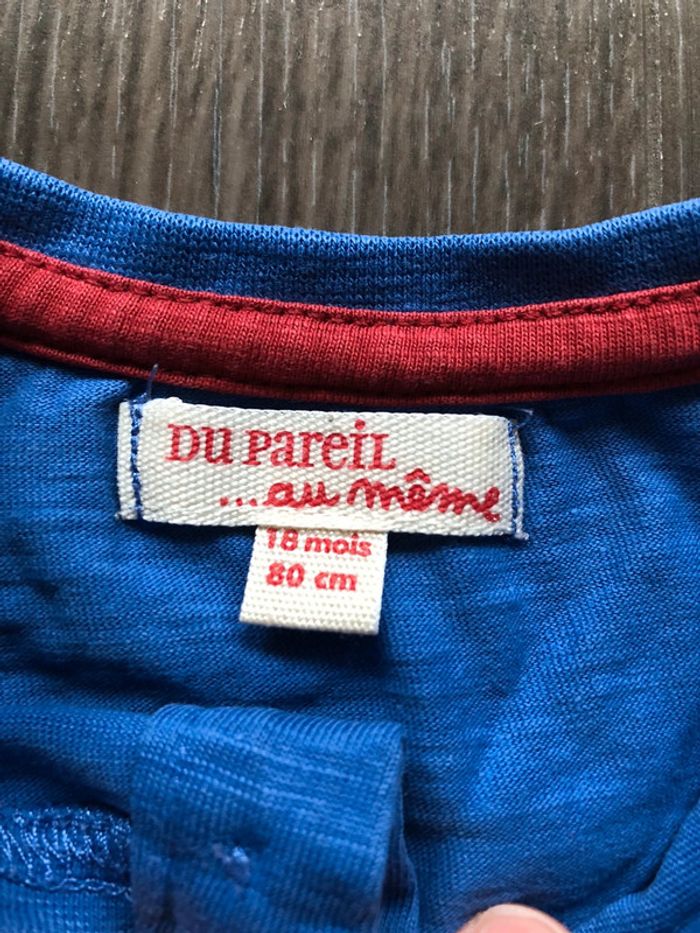 DU PAREIL
...au même
18 mois
80 cm